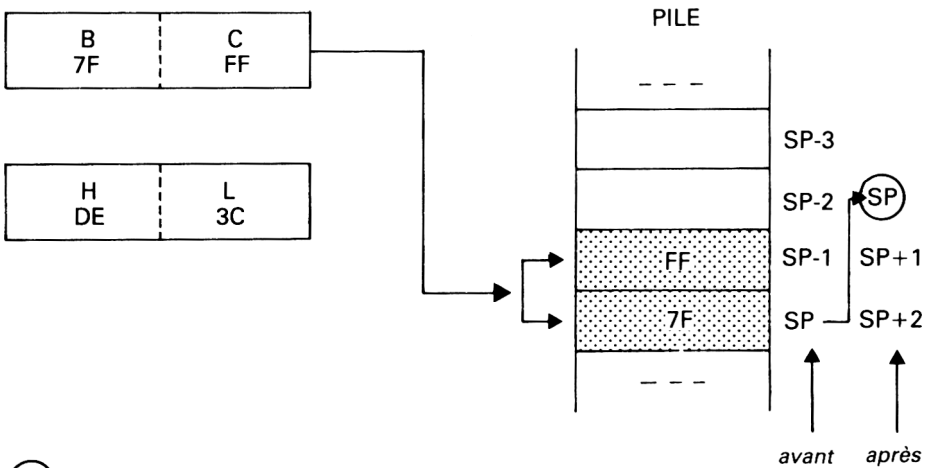 PILE
B C
7F FF
- - -
SP-3
H L
DE 3C
SP-2 SP
FF SP-1 SP+1
7F SP SP+2
- - -
avant après